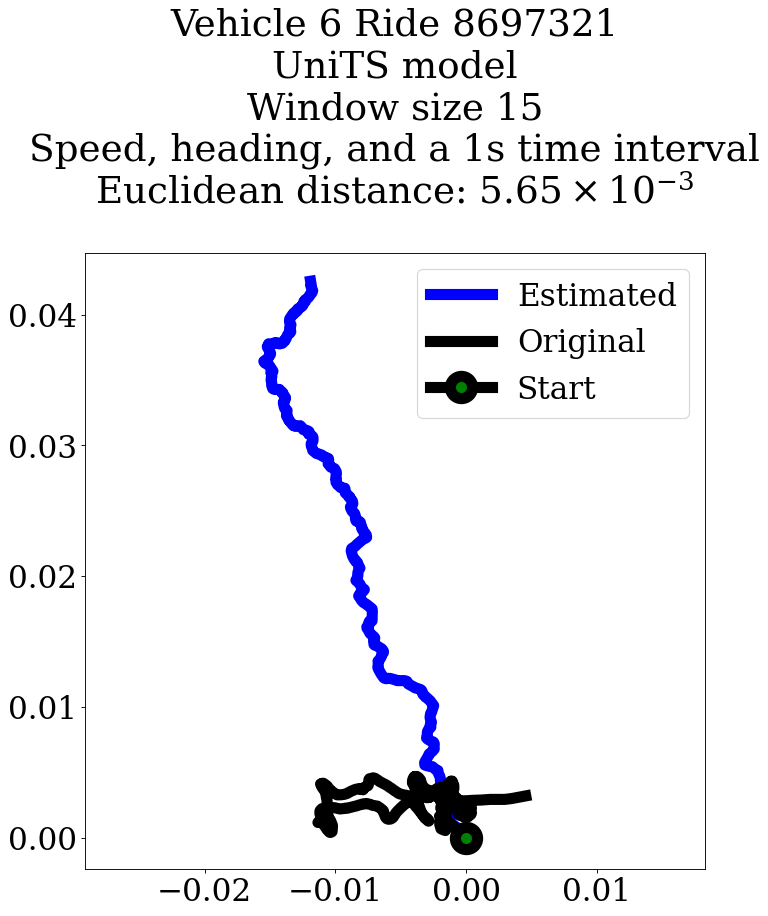 Vehicle 6 Ride 8697321
UniTS model
Window size 15
Speed, heading, and a 1s time interval
Euclidean distance: 5.65 × 10⁻³
Estimated
Original
Start
0.04
0.03
0.02
0.01
0.00
−0.02 −0.01 0.00 0.01